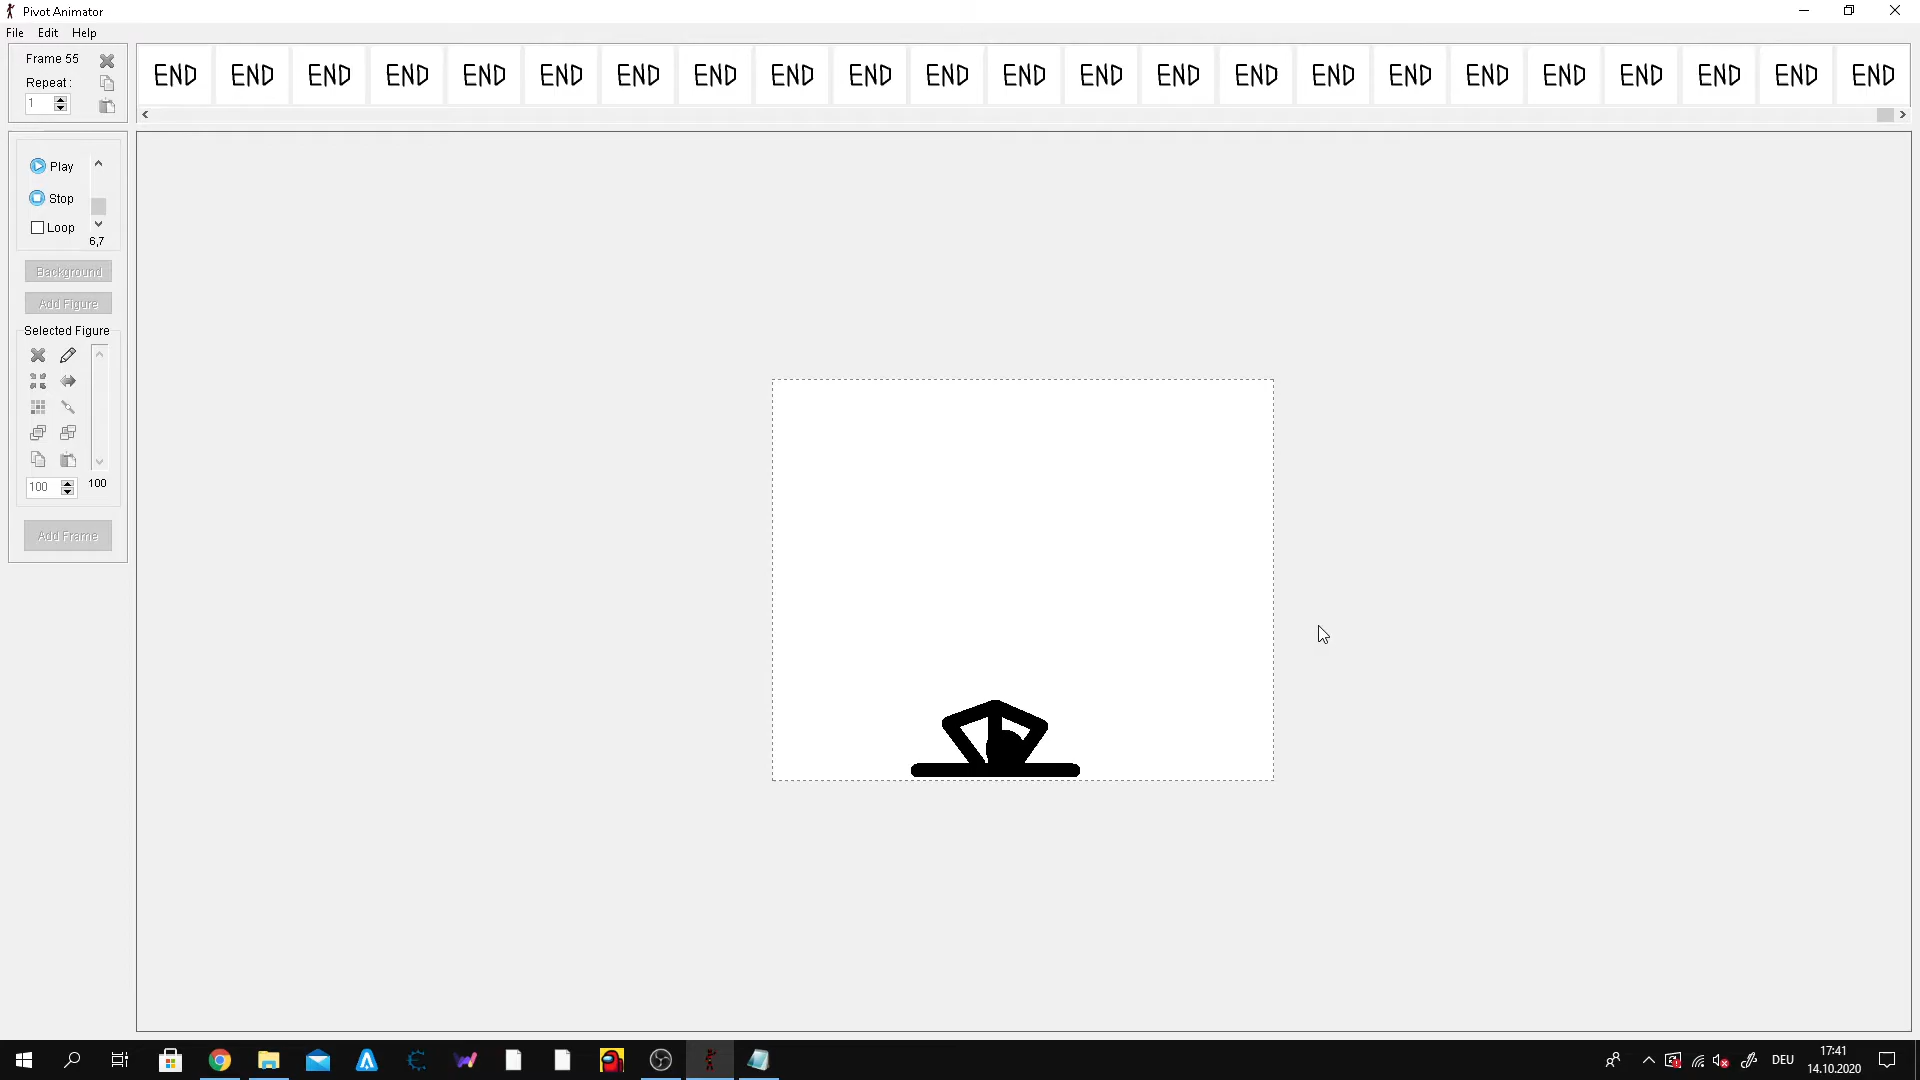 Pivot Animator
File Edit Help
Frame 55
Repeat :
1
END END END END END END END END END END END END END END END END END END END END END END END
Play
Stop
Loop
6,7
Background
Add Figure
Selected Figure
100 100
Add Frame
DEU
17:41
14.10.2020